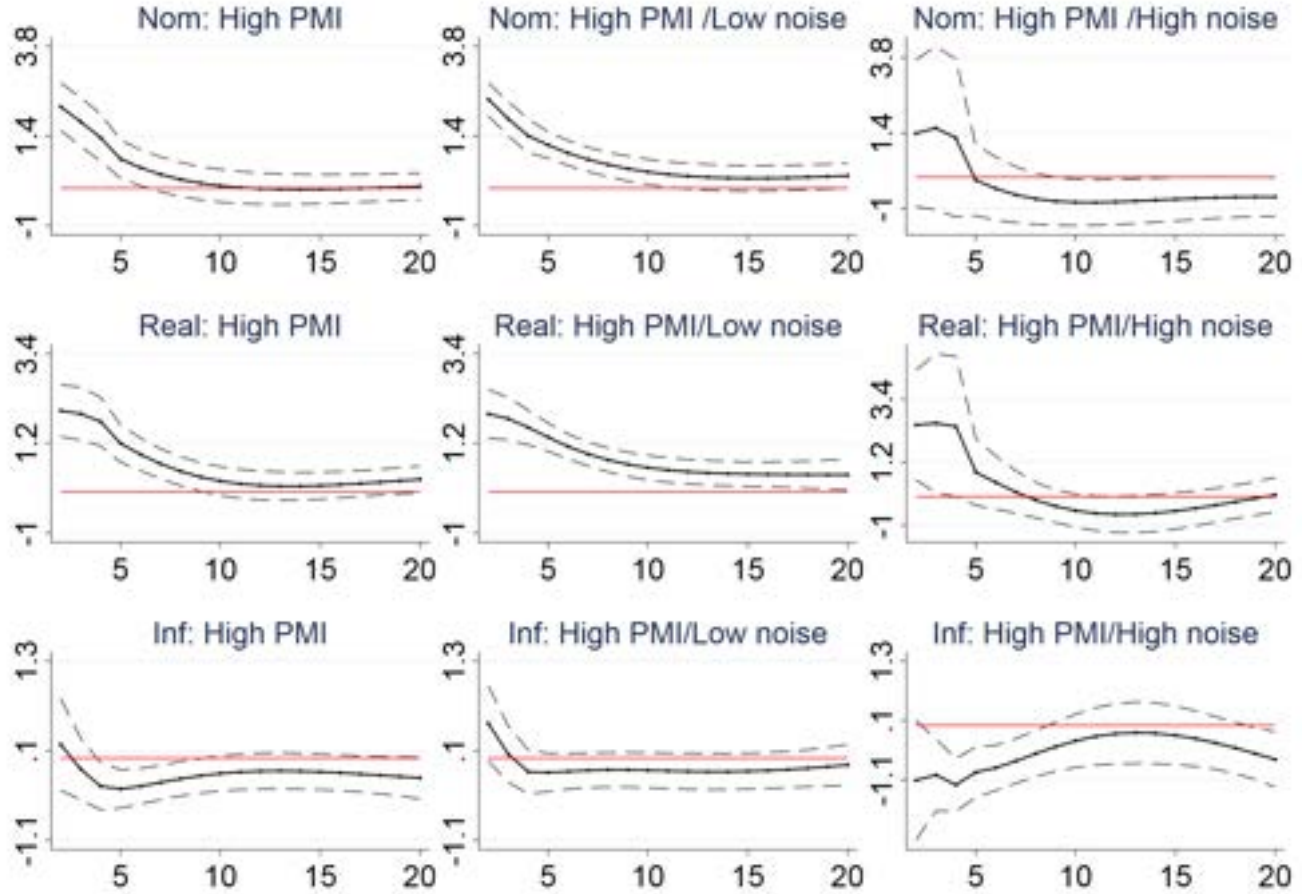 Nom: High PMI
Nom: High PMI /Low noise
Nom: High PMI /High noise
3.8
1.4
-1
5 10 15 20
3.8
1.4
-1
5 10 15 20
3.8
1.4
-1
5 10 15 20
Real: High PMI
Real: High PMI/Low noise
Real: High PMI/High noise
3.4
1.2
-1
5 10 15 20
3.4
1.2
-1
5 10 15 20
3.4
1.2
-1
5 10 15 20
Inf: High PMI
Inf: High PMI/Low noise
Inf: High PMI/High noise
1.3
.1
-1.1
5 10 15 20
1.3
.1
-1.1
5 10 15 20
1.3
.1
-1.1
5 10 15 20